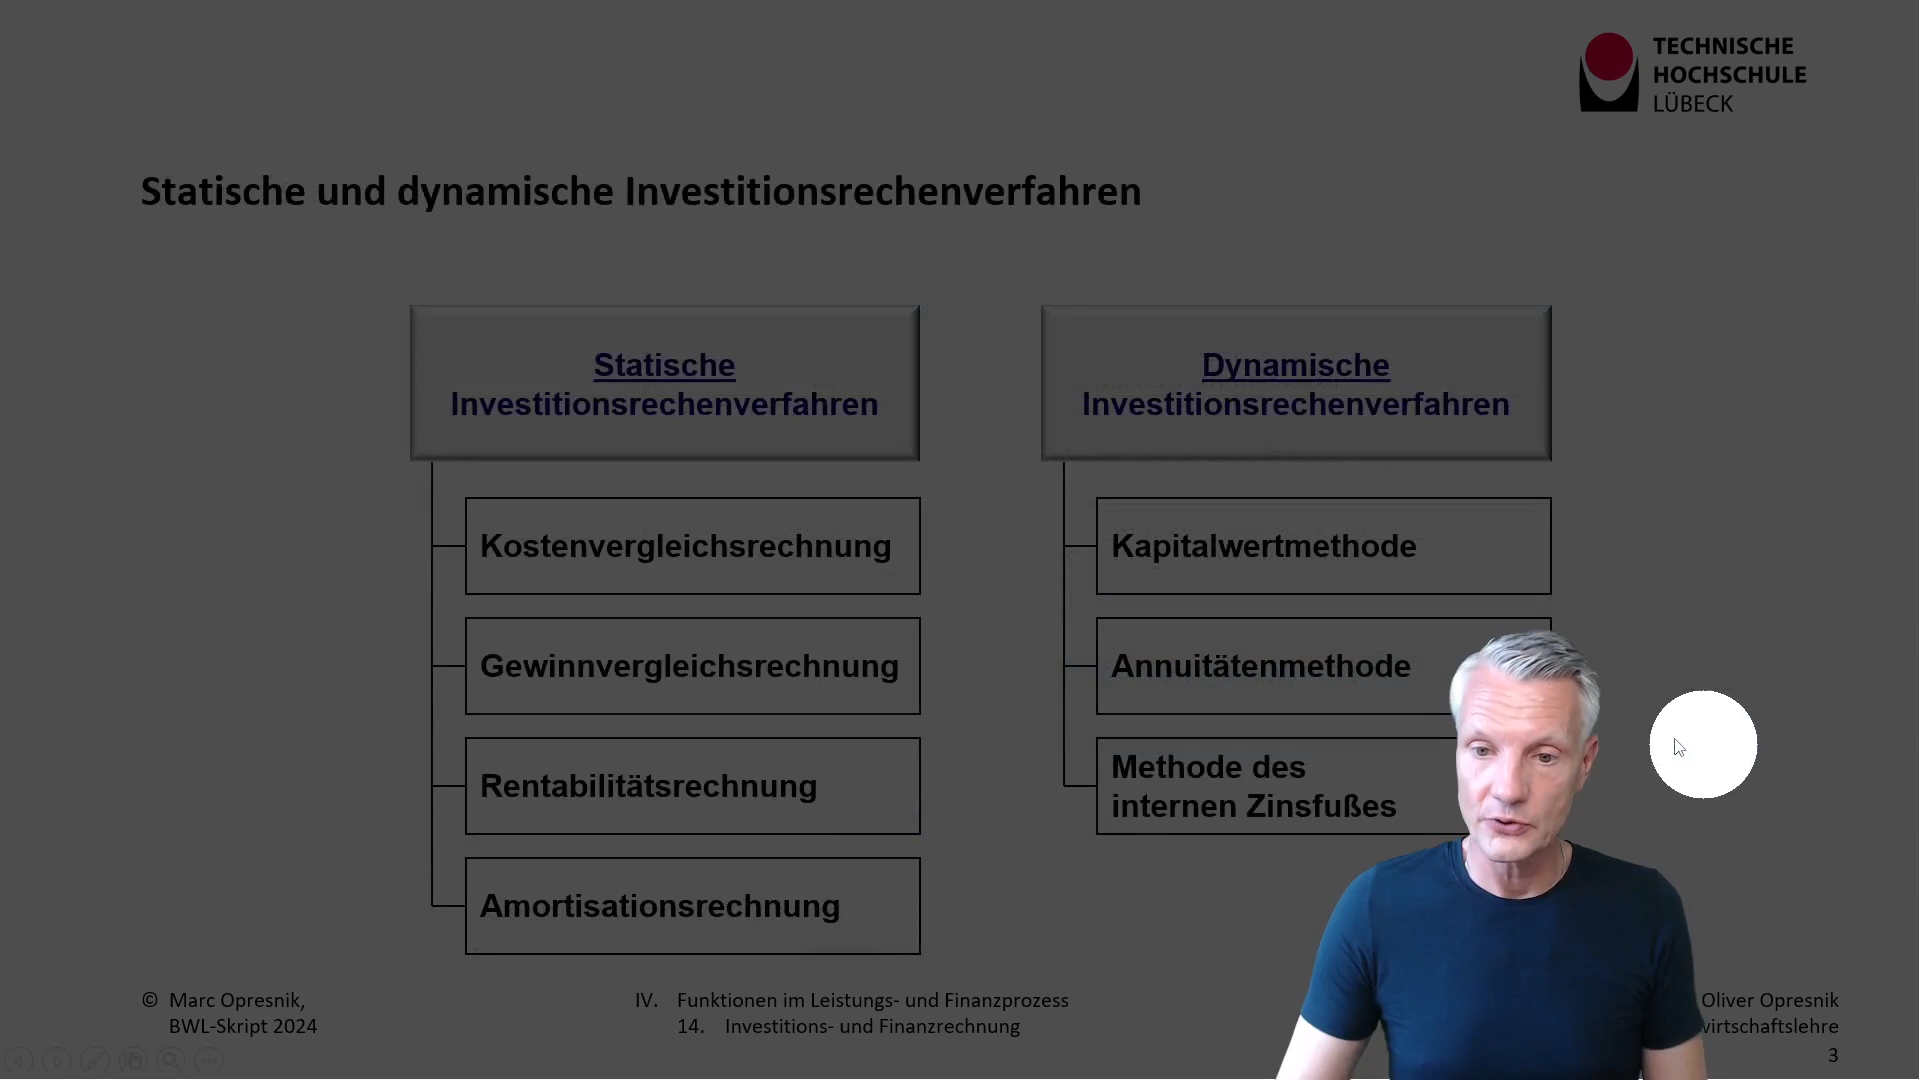 TECHNISCHE
HOCHSCHULE
LÜBECK
Statische und dynamische Investitionsrechenverfahren
Statische
Investitionsrechenverfahren
Kostenvergleichsrechnung
Gewinnvergleichsrechnung
Rentabilitätsrechnung
Amortisationsrechnung
Dynamische
Investitionsrechenverfahren
Kapitalwertmethode
Annuitätenmethode
Methode des
internen Zinsfußes
© Marc Opresnik,
BWL-Skript 2024
IV. Funktionen im Leistungs- und Finanzprozess
14. Investitions- und Finanzrechnung
Oliver Opresnik
virtschaftslehre
3